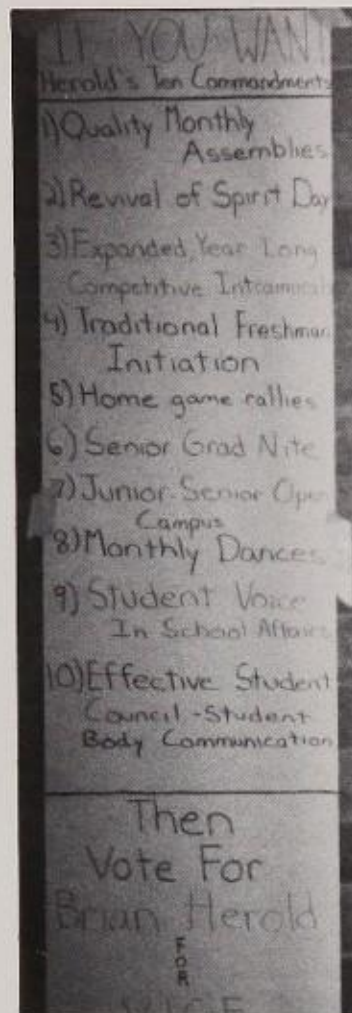 IF YOU WANT
Herold's Ten Commandments
1) Quality Monthly
Assemblies
2) Revival of Spirit Day
3) Expanded, Year Long
Competitive Intramurals
4) Traditional Freshman
Initiation
5) Home game rallies
6) Senior Grad Nite
7) Junior-Senior Open
Campus
8) Monthly Dances
9) Student Voice
In School Affairs
10) Effective Student
Council-Student
Body Communication
Then
Vote For
Brian Herold
FOR
VICE